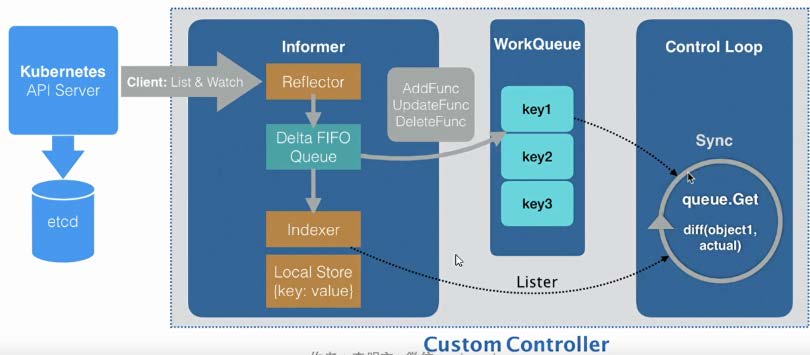 Kubernetes
API Server
etcd
Client: List & Watch
Informer
Reflector
Delta FIFO
Queue
Indexer
Local Store
{key: value}
AddFunc
UpdateFunc
DeleteFunc
WorkQueue
key1
key2
key3
Control Loop
Sync
queue.Get
diff(object1,
actual)
Lister
Custom Controller